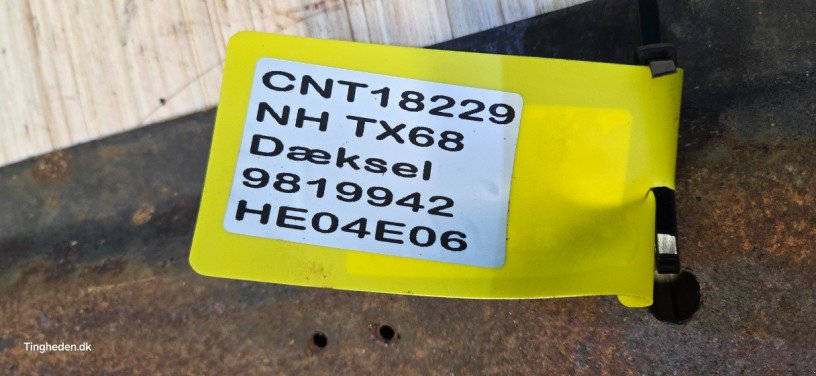 CNT18229
NH TX68
Dæksel
9819942
HE04E06
Tingheden.dk